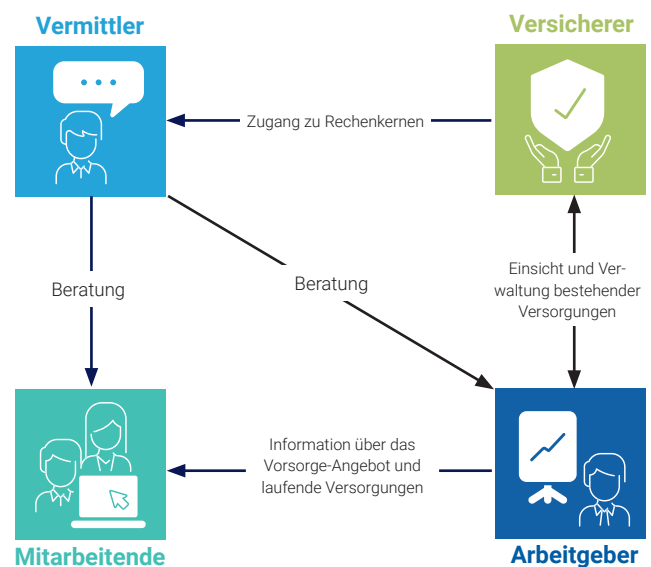 Vermittler
Versicherer
Zugang zu Rechenkernen
Beratung
Beratung
Einsicht und Ver-
waltung bestehender
Versorgungen
Information über das
Vorsorge-Angebot und
laufende Versorgungen
Mitarbeitende
Arbeitgeber